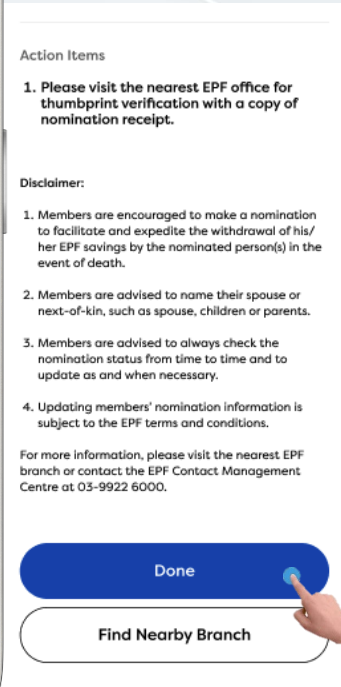 Action Items
1. Please visit the nearest EPF office for
thumbprint verification with a copy of
nomination receipt.
Disclaimer:
1. Members are encouraged to make a nomination
to facilitate and expedite the withdrawal of his/
her EPF savings by the nominated person(s) in the
event of death.
2. Members are advised to name their spouse or
next-of-kin, such as spouse, children or parents.
3. Members are advised to always check the
nomination status from time to time and to
update as and when necessary.
4. Updating members' nomination information is
subject to the EPF terms and conditions.
For more information, please visit the nearest EPF
branch or contact the EPF Contact Management
Centre at 03-9922 6000.
Done
Find Nearby Branch